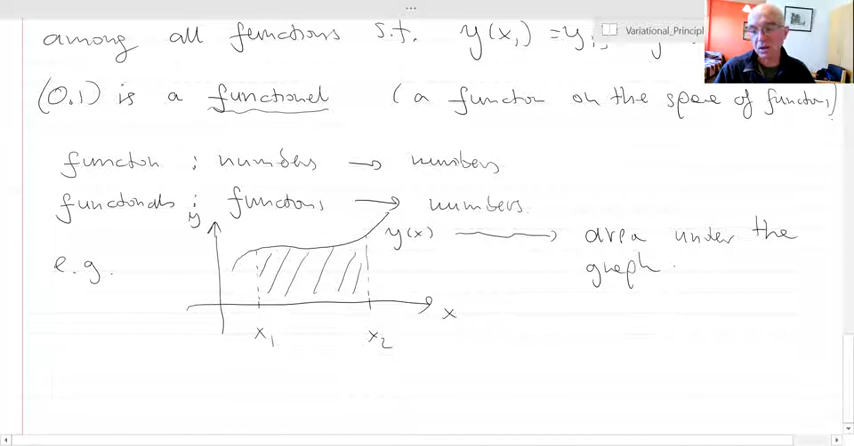 among all functions s.t. y(x₁) = y₁, y
Variational_Principl
(0.1) is a functional (a function on the space of functions)
function : numbers → numbers
functionals : functions → numbers.
y
y(x) → area under the
e.g. graph.
x
x₁ x₂